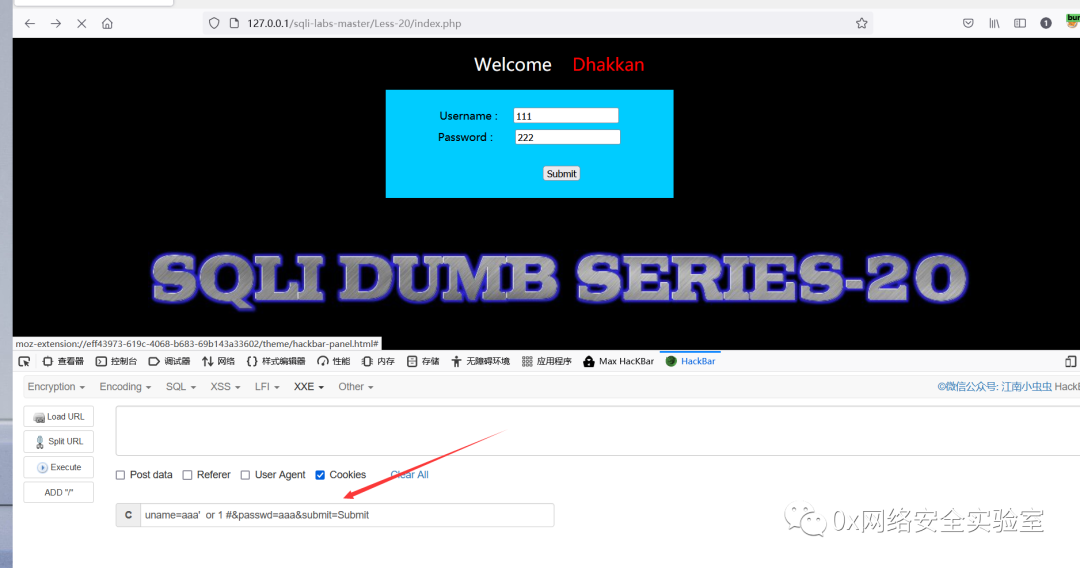 127.0.0.1/sqli-labs-master/Less-20/index.php
1
bur
Welcome Dhakkan
Username : 111
Password : 222
Submit
SQLI DUMB SERIES-20
moz-extension://eff43973-619c-4068-b683-69b143a33602/theme/hackbar-panel.html#
查看器 控制台 调试器 网络 样式编辑器 性能 内存 存储 无障碍环境 应用程序 Max HacKBar HackBar
Encryption Encoding SQL XSS LFI XXE Other ©微信公众号: 江南小虫虫 HackE
Load URL
Split URL
Execute
ADD "/"
Post data Referer User Agent Cookies Clear All
C uname=aaa' or 1 #&passwd=aaa&submit=Submit
0x网络安全实验室